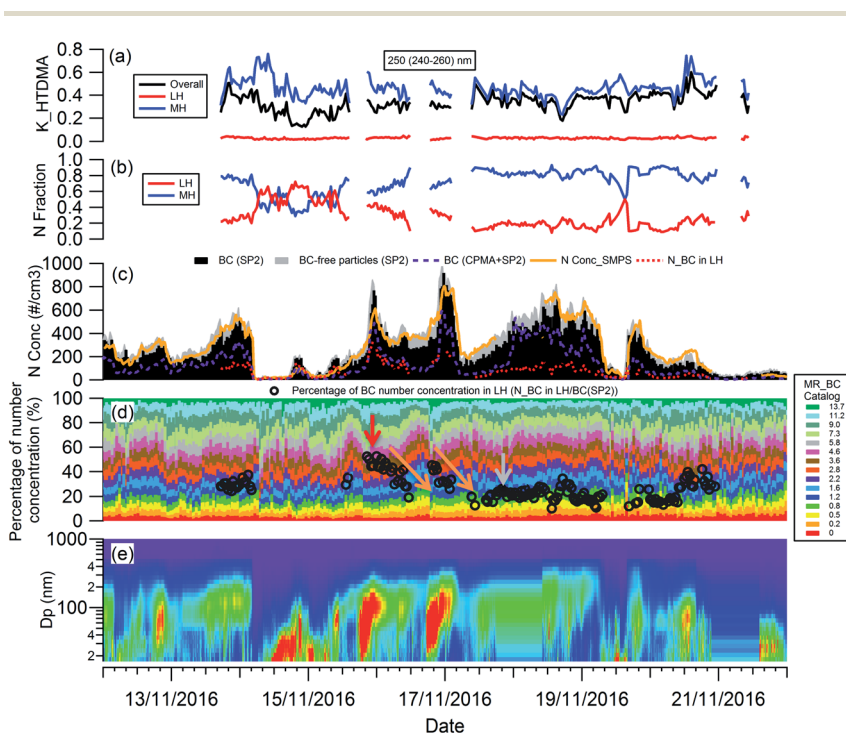 (a)
250 (240-260) nm
K_HTDMA
0.8
0.6
0.4
0.2
0.0
Overall
LH
MH
(b)
N Fraction
1.0
0.8
0.6
0.4
0.2
0.0
LH
MH
BC (SP2) BC-free particles (SP2) BC (CPMA+SP2) N Conc_SMPS N_BC in LH
(c)
N Conc (#/cm3)
1000
800
600
400
200
0
Percentage of BC number concentration in LH (N_BC in LH/BC(SP2))
(d)
Percentage of number
concentration (%)
100
80
60
40
20
0
MR_BC
Catalog
13.7
11.2
9.0
7.3
5.8
4.6
3.6
2.8
2.2
1.6
1.2
0.8
0.5
0.2
0
(e)
Dp(nm)
1000
4
2
100
4
2
13/11/2016 15/11/2016 17/11/2016 19/11/2016 21/11/2016
Date